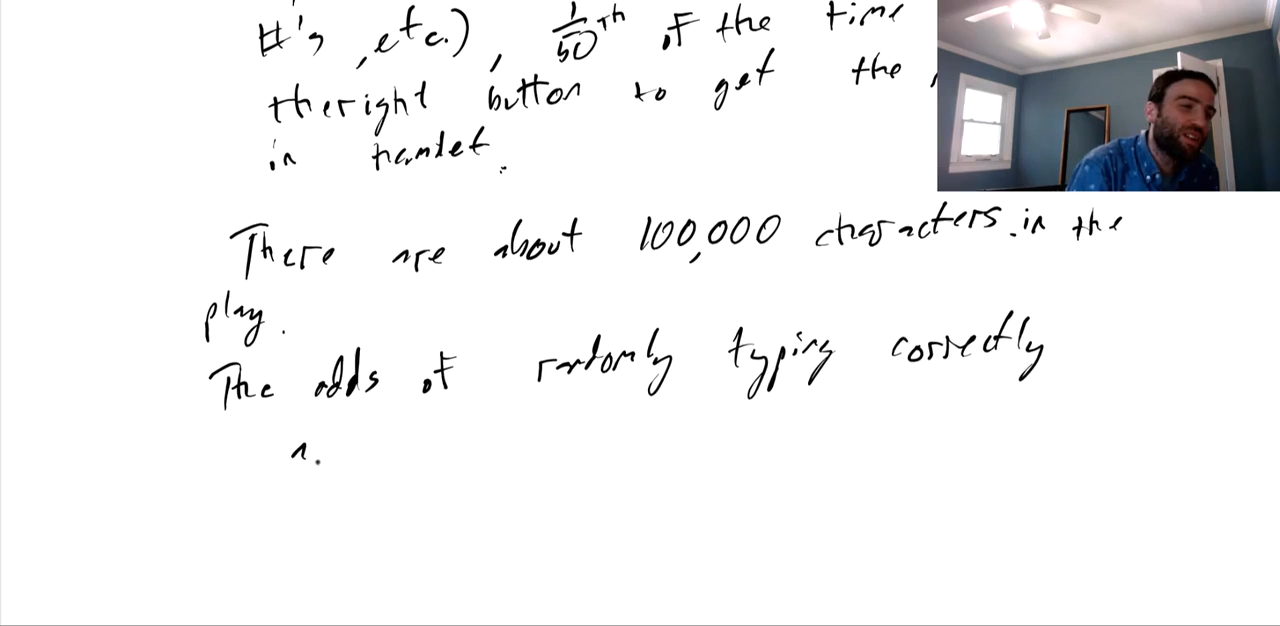 #'s, etc.), 1/50th of the time
the right button to get the
in hamlet.
There are about 100,000 characters in the
play.
The odds of randomly typing correctly